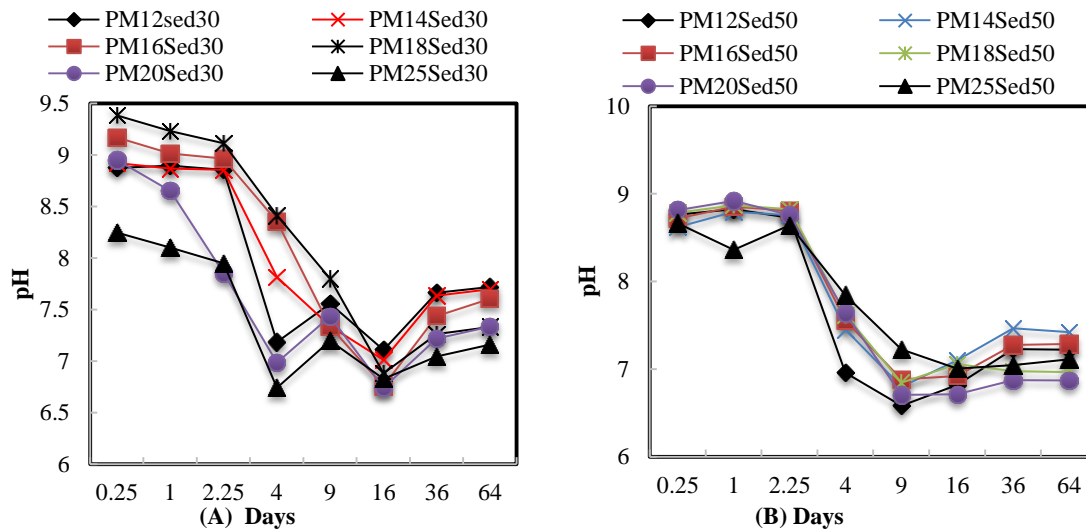 PM12sed30 PM14Sed30
PM16Sed30 PM18Sed30
PM20Sed30 PM25Sed30
9.5
9
8.5
8
7.5
7
6.5
6
pH
0.25 1 2.25 4 9 16 36 64
(A) Days
PM12Sed50 PM14Sed50
PM16Sed50 PM18Sed50
PM20Sed50 PM25Sed50
10
9
8
7
6
pH
0.25 1 2.25 4 9 16 36 64
(B) Days